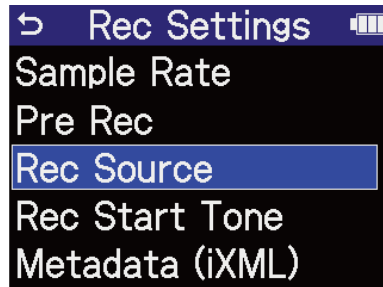 Rec Settings
Sample Rate
Pre Rec
Rec Source
Rec Start Tone
Metadata (iXML)